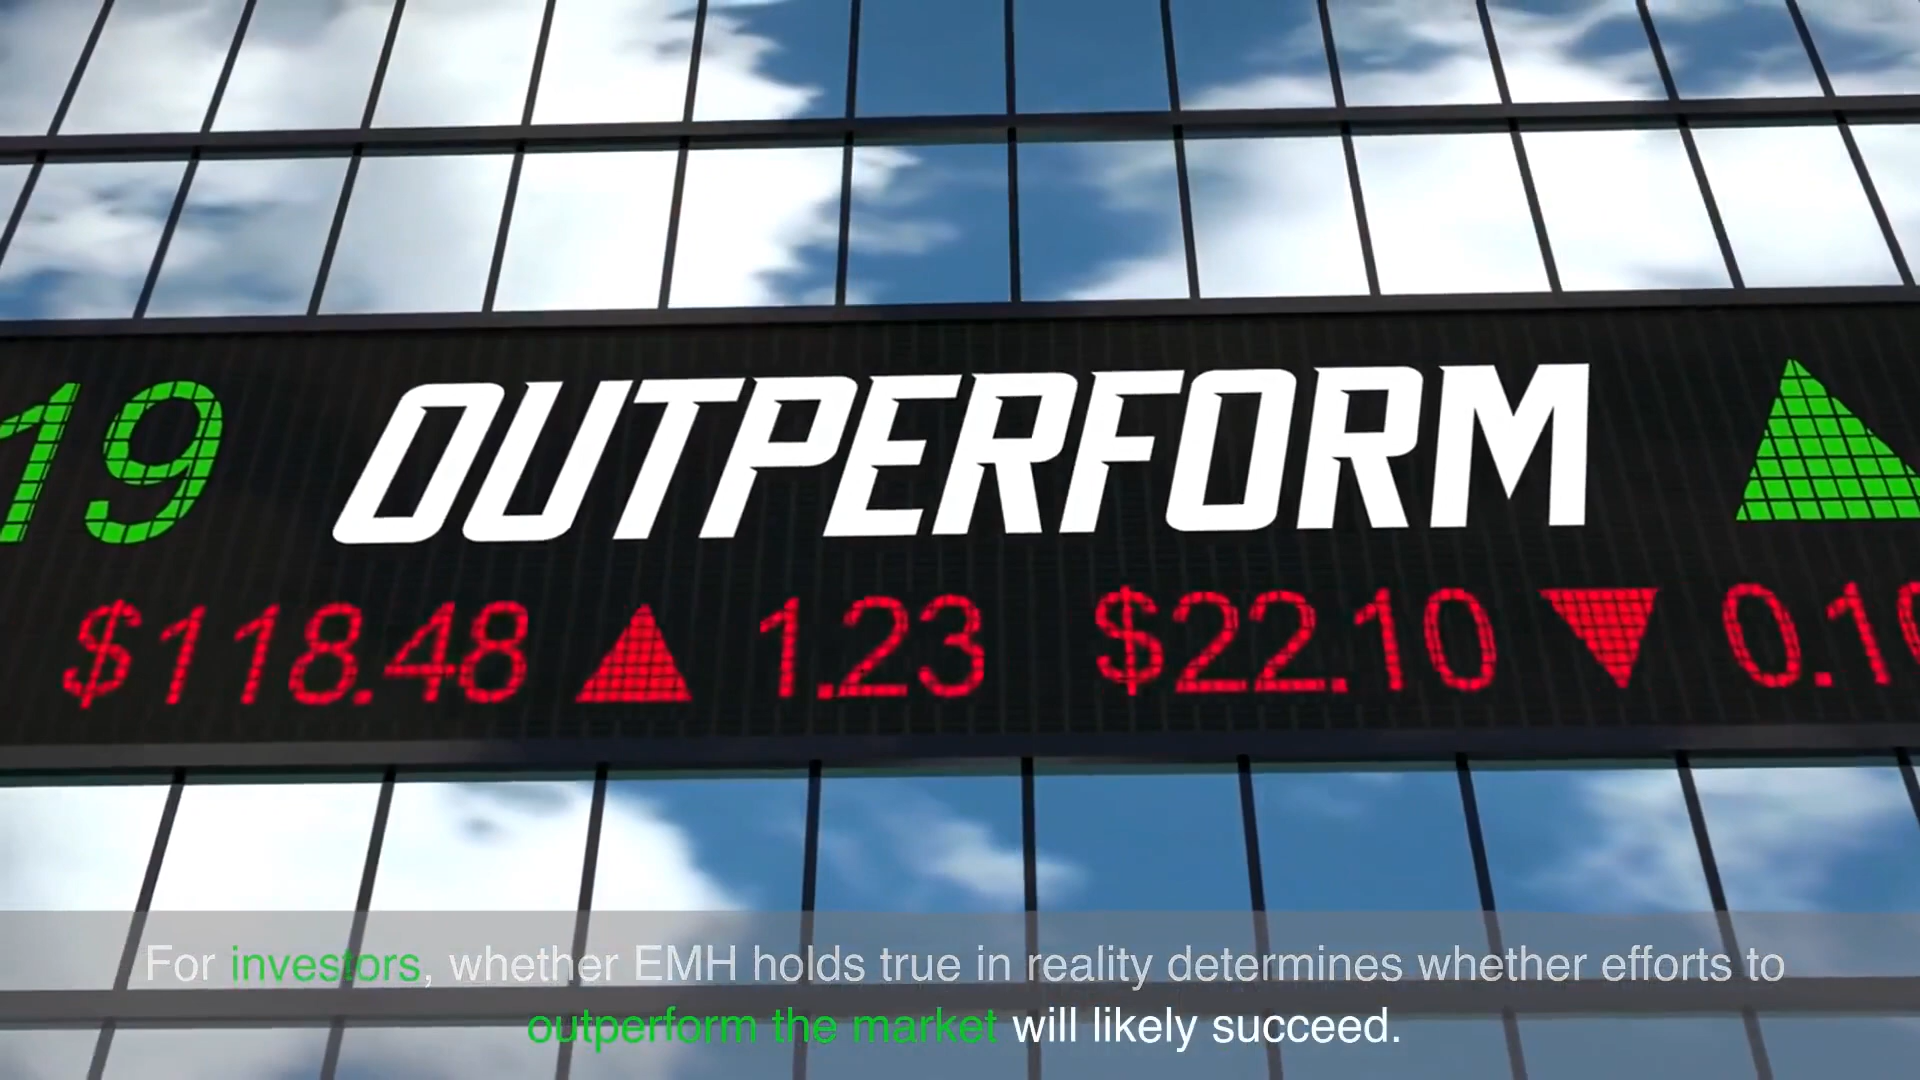 19 OUTPERFORM ▲
$118.48 ▲ 1.23 $22.10 ▼ 0.10
For investors, whether EMH holds true in reality determines whether efforts to
outperform the market will likely succeed.